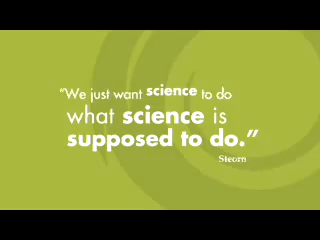 “We just want science to do
what science is
supposed to do.”
Steorn